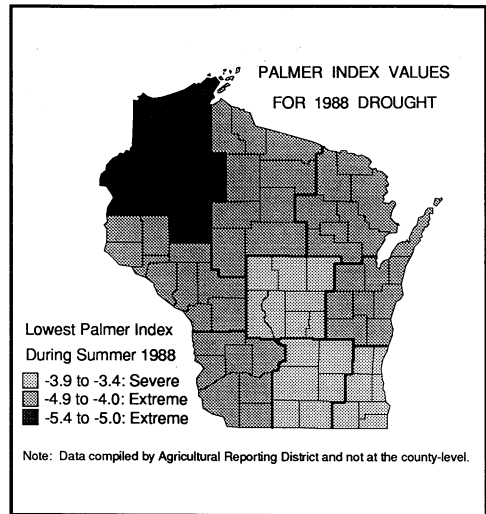 PALMER INDEX VALUES
FOR 1988 DROUGHT
Lowest Palmer Index
During Summer 1988
-3.9 to -3.4: Severe
-4.9 to -4.0: Extreme
-5.4 to -5.0: Extreme
Note: Data compiled by Agricultural Reporting District and not at the county-level.